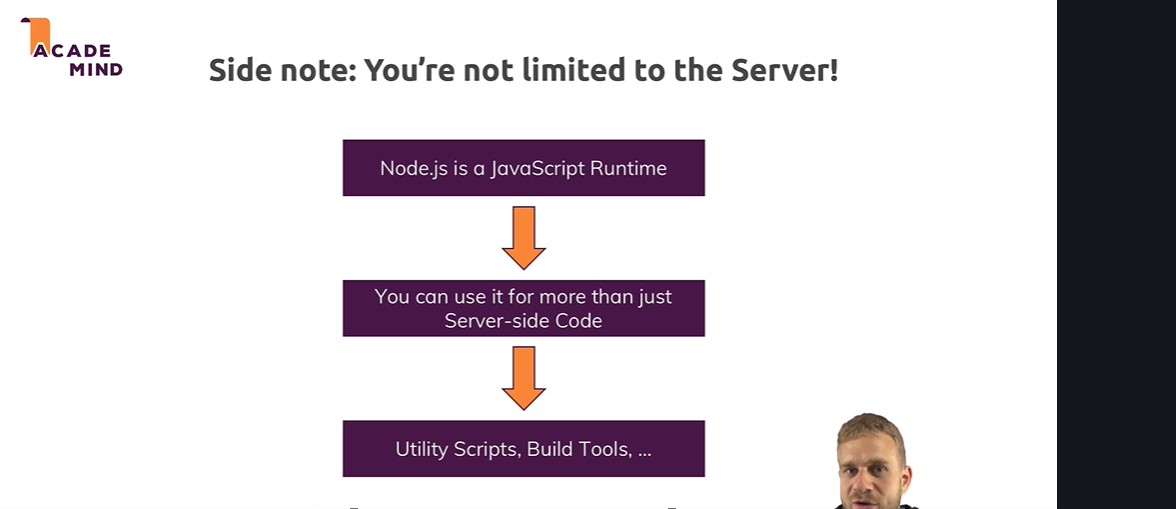 ACADE
MIND
Side note: You're not limited to the Server!
Node.js is a JavaScript Runtime
You can use it for more than just
Server-side Code
Utility Scripts, Build Tools, ...